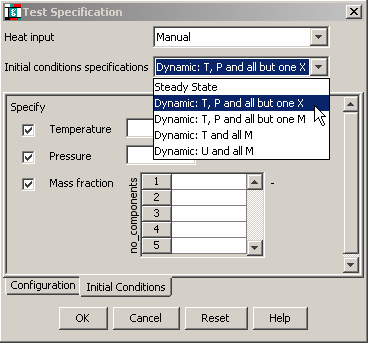 Test Specification
Heat input
Manual
Initial conditions specifications
Dynamic: T, P and all but one X
Steady State
Dynamic: T, P and all but one X
Dynamic: T, P and all but one M
Dynamic: T and all M
Dynamic: U and all M
Specify
Temperature
Pressure
Mass fraction
no_components
1
2
3
4
5
-
Configuration
Initial Conditions
OK
Cancel
Reset
Help